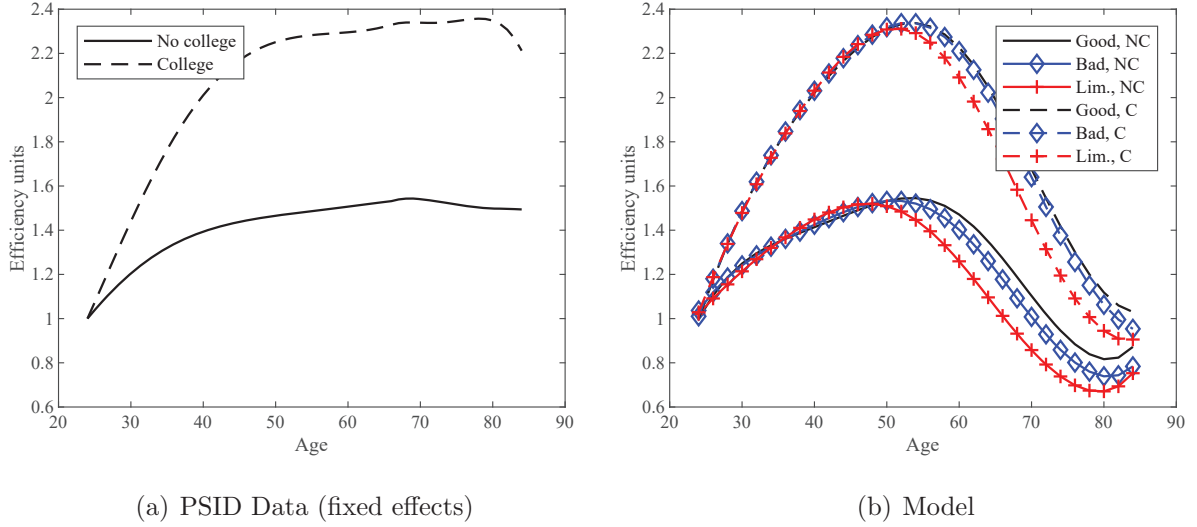 2.4
2.2
2
1.8
1.6
1.4
1.2
1
0.8
0.6
20 30 40 50 60 70 80 90
Efficiency units
Age
No college
College
(a) PSID Data (fixed effects)
2.4
2.2
2
1.8
1.6
1.4
1.2
1
0.8
0.6
20 30 40 50 60 70 80 90
Efficiency units
Age
Good, NC
Bad, NC
Lim., NC
Good, C
Bad, C
Lim., C
(b) Model